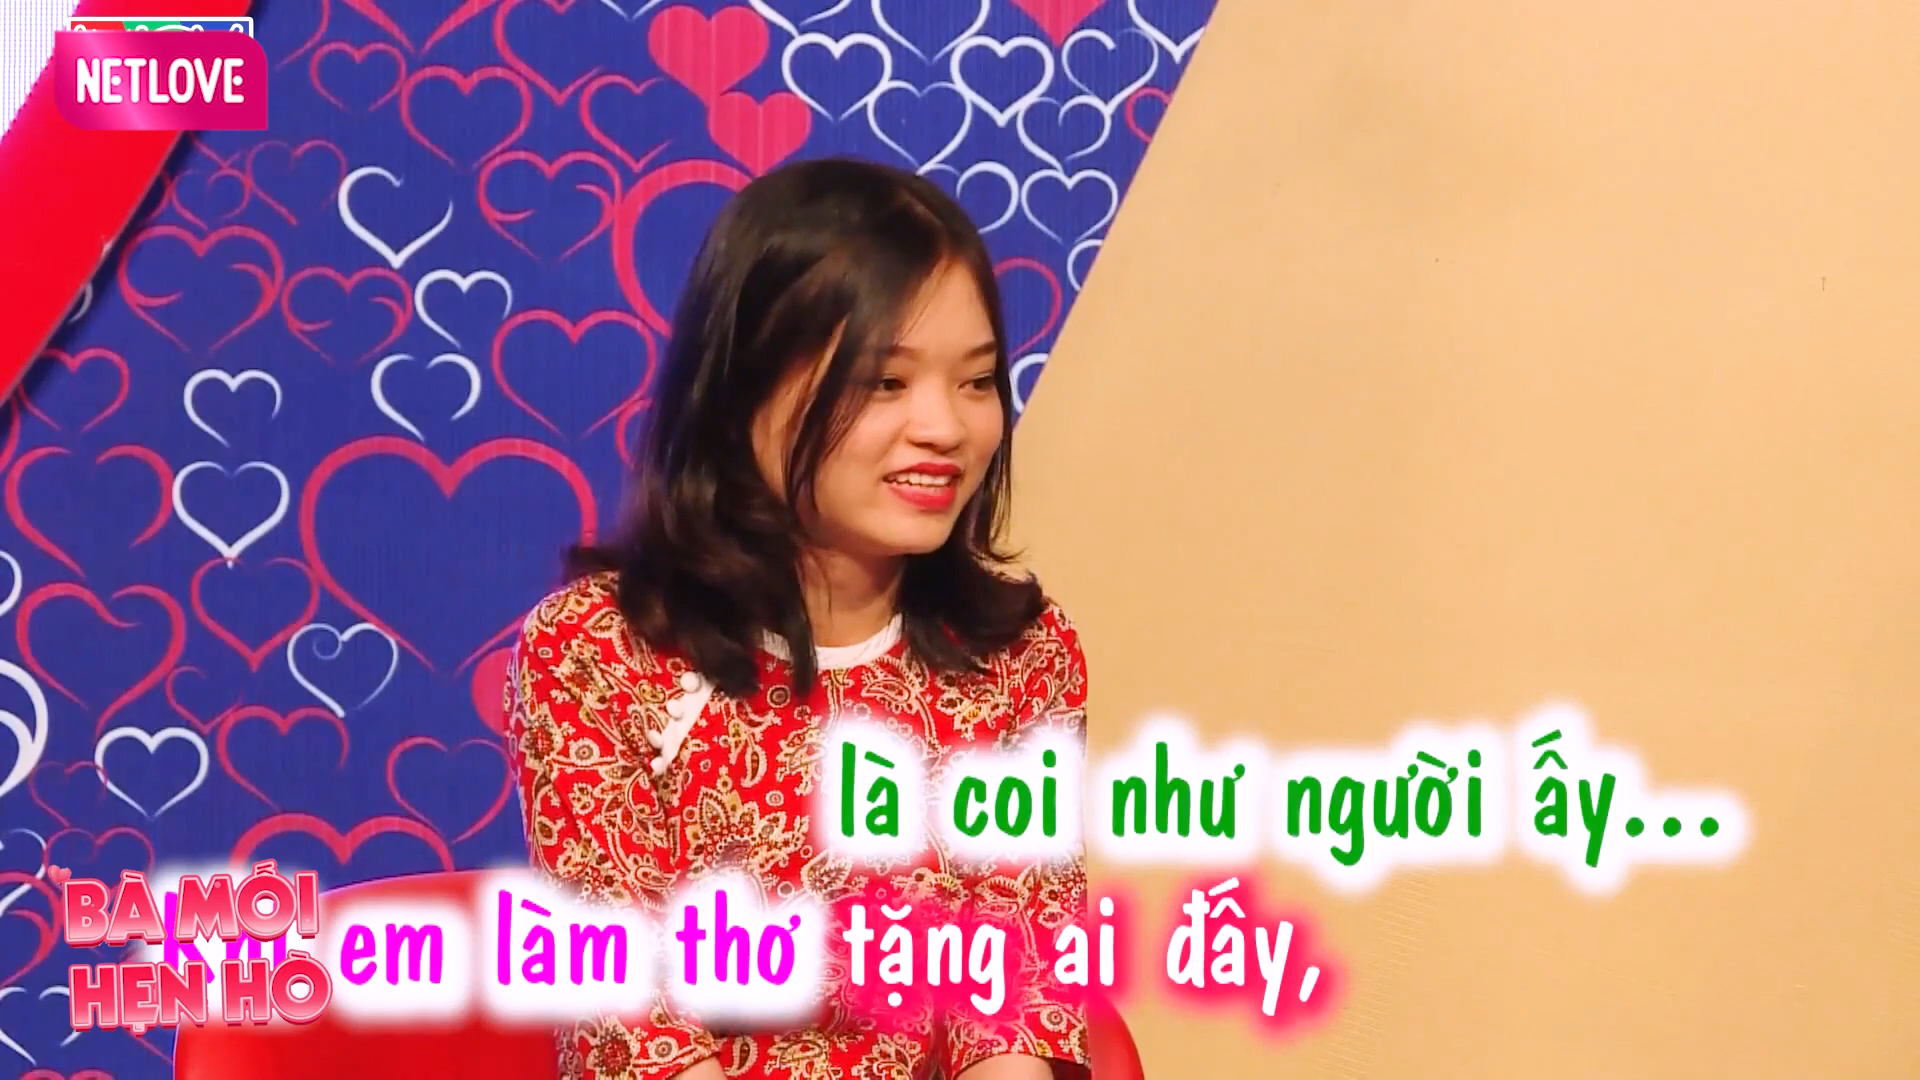 NETLOVE
là coi như người ấy...
BÀ MỐI
HẸN HÒ
em làm thơ tặng ai đấy,